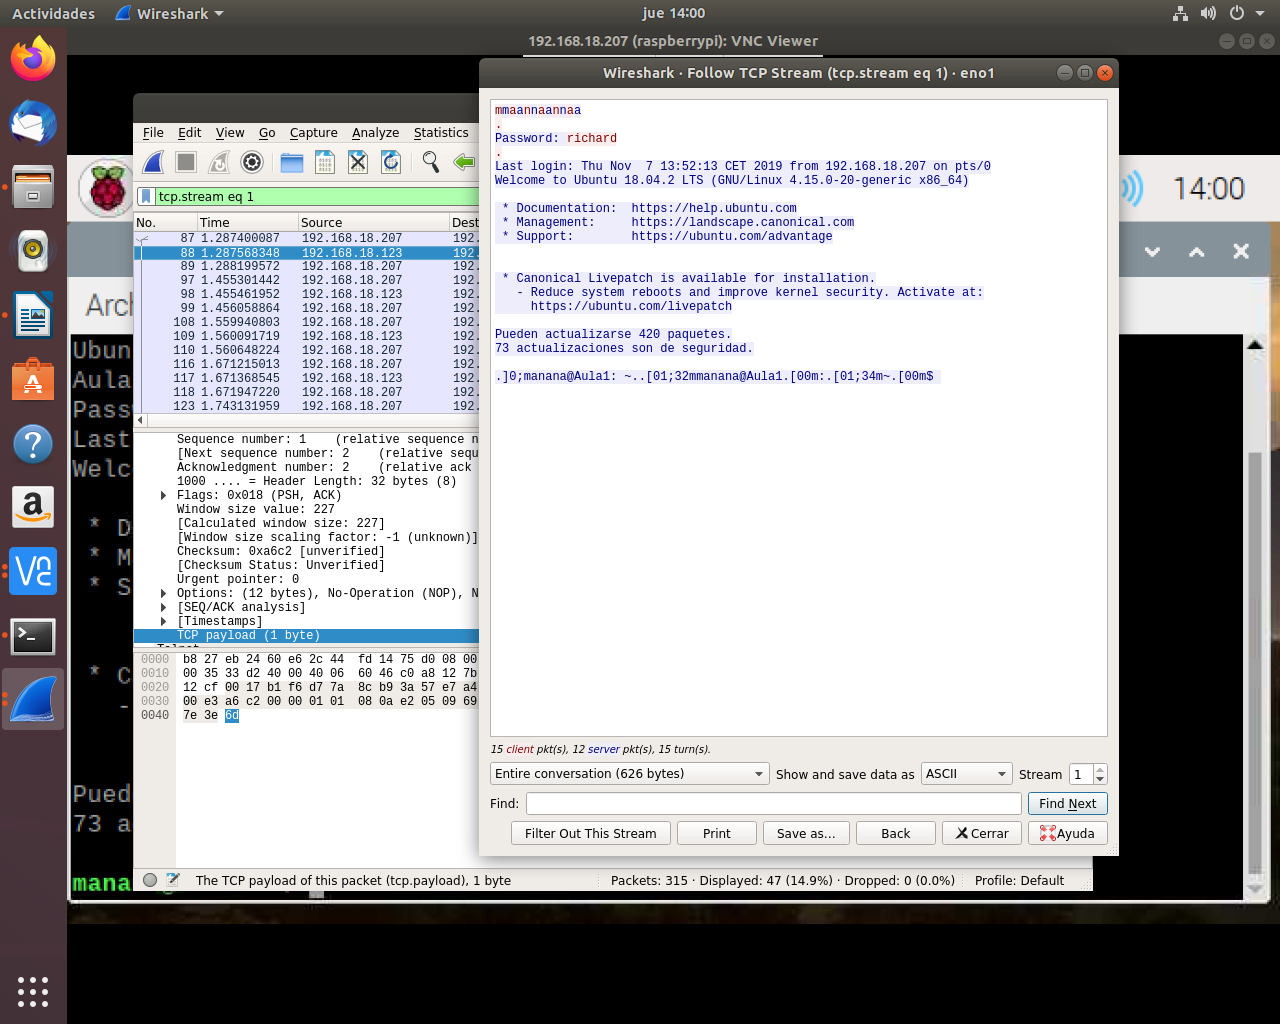 Actividades
Wireshark
jue 14:00
192.168.18.207 (raspberrypi): VNC Viewer
Wireshark · Follow TCP Stream (tcp.stream eq 1) · eno1
mmaannaannaa
.
Password: richard
.
Last login: Thu Nov  7 13:52:13 CET 2019 from 192.168.18.207 on pts/0
Welcome to Ubuntu 18.04.2 LTS (GNU/Linux 4.15.0-20-generic x86_64)
* Documentation:  https://help.ubuntu.com
* Management:     https://landscape.canonical.com
* Support:        https://ubuntu.com/advantage
* Canonical Livepatch is available for installation.
- Reduce system reboots and improve kernel security. Activate at:
https://ubuntu.com/livepatch
Pueden actualizarse 420 paquetes.
73 actualizaciones son de seguridad.
.]0;manana@Aula1: ~..[01;32mmanana@Aula1.[00m:.[01;34m~.[00m$
15 client pkt(s), 12 server pkt(s), 15 turn(s).
Entire conversation (626 bytes)
Show and save data as
ASCII
Stream
1
Find:
Find Next
Filter Out This Stream
Print
Save as…
Back
Cerrar
Ayuda
File Edit View Go Capture Analyze Statistics
tcp.stream eq 1
No. Time Source Dest
87 1.287400087 192.168.18.207 192.
88 1.287568348 192.168.18.123 192.
89 1.288199572 192.168.18.207 192.
97 1.455301442 192.168.18.207 192.
98 1.455461952 192.168.18.123 192.
99 1.456058864 192.168.18.207 192.
108 1.559940803 192.168.18.207 192.
109 1.560091719 192.168.18.123 192.
110 1.560648224 192.168.18.207 192.
116 1.671215013 192.168.18.207 192.
117 1.671368545 192.168.18.123 192.
118 1.671947220 192.168.18.207 192.
123 1.743131959 192.168.18.207 192.
Sequence number: 1    (relative sequence n
[Next sequence number: 2    (relative sequ
Acknowledgment number: 2    (relative ack
1000 .... = Header Length: 32 bytes (8)
Flags: 0x018 (PSH, ACK)
Window size value: 227
[Calculated window size: 227]
[Window size scaling factor: -1 (unknown)]
Checksum: 0xa6c2 [unverified]
[Checksum Status: Unverified]
Urgent pointer: 0
Options: (12 bytes), No-Operation (NOP), N
[SEQ/ACK analysis]
[Timestamps]
TCP payload (1 byte)
Telnet
0000 b8 27 eb 24 60 e6 2c 44  fd 14 75 d0 08 00
0010 00 35 33 d2 40 00 40 06  60 46 c0 a8 12 7b
0020 12 cf 00 17 b1 f6 d7 7a  8c b9 3a 57 e7 a4
0030 00 e3 a6 c2 00 00 01 01  08 0a e2 05 09 69
0040 7e 3e 6d
The TCP payload of this packet (tcp.payload), 1 byte
Packets: 315 · Displayed: 47 (14.9%) · Dropped: 0 (0.0%)
Profile: Default
14:00
Arch
Ubun
Aula
Pass
Last
Welc
* D
* M
* S
* C
-
Pued
73 a
mana